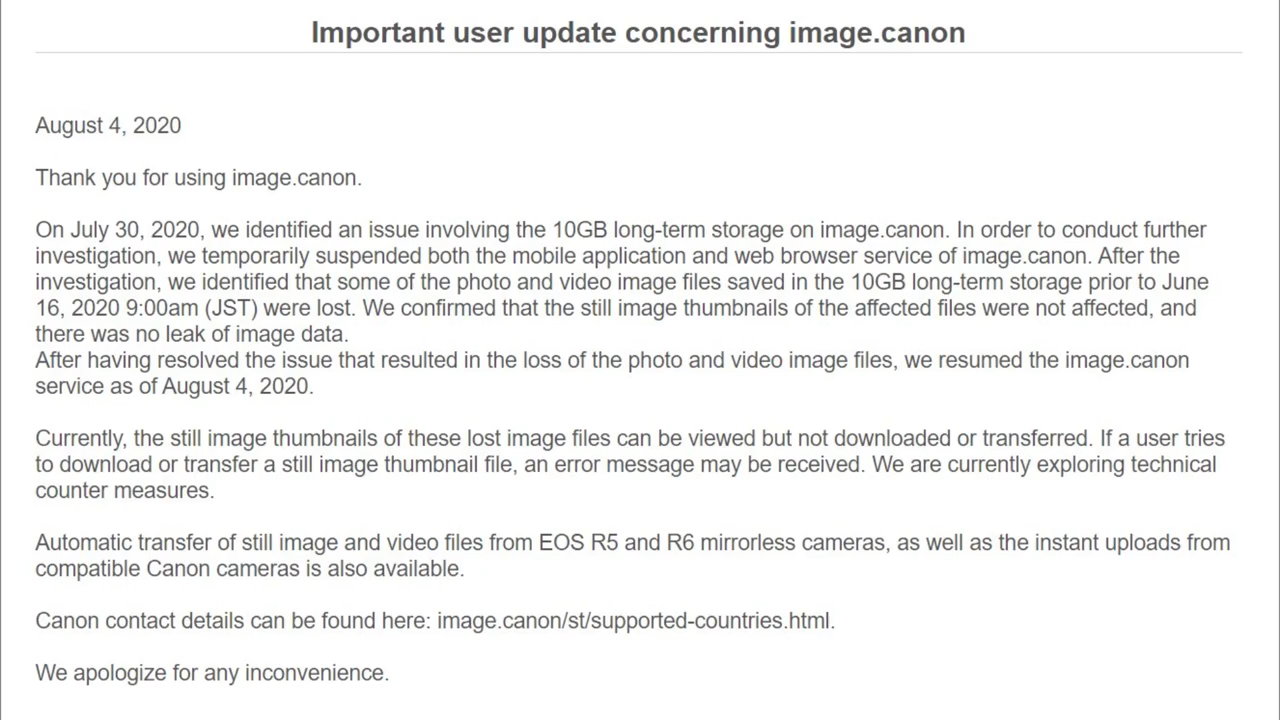 Important user update concerning image.canon
August 4, 2020
Thank you for using image.canon.
On July 30, 2020, we identified an issue involving the 10GB long-term storage on image.canon. In order to conduct further
investigation, we temporarily suspended both the mobile application and web browser service of image.canon. After the
investigation, we identified that some of the photo and video image files saved in the 10GB long-term storage prior to June
16, 2020 9:00am (JST) were lost. We confirmed that the still image thumbnails of the affected files were not affected, and
there was no leak of image data.
After having resolved the issue that resulted in the loss of the photo and video image files, we resumed the image.canon
service as of August 4, 2020.
Currently, the still image thumbnails of these lost image files can be viewed but not downloaded or transferred. If a user tries
to download or transfer a still image thumbnail file, an error message may be received. We are currently exploring technical
counter measures.
Automatic transfer of still image and video files from EOS R5 and R6 mirrorless cameras, as well as the instant uploads from
compatible Canon cameras is also available.
Canon contact details can be found here: image.canon/st/supported-countries.html.
We apologize for any inconvenience.